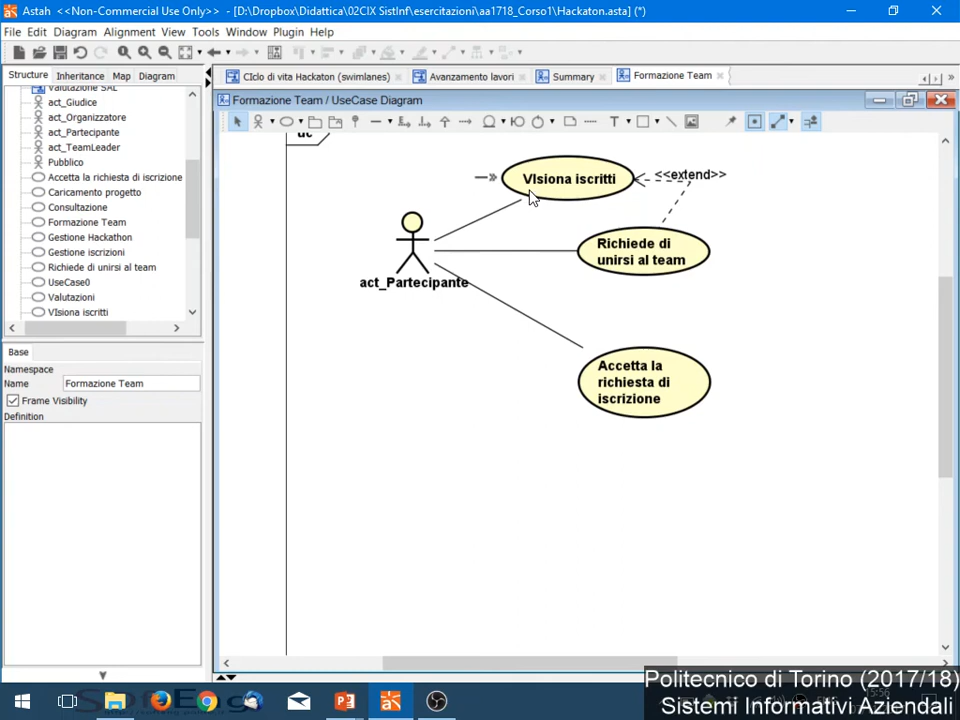 Astah <<Non-Commercial Use Only>> - [D:\Dropbox\Didattica\02CIX SistInf\esercitazioni\aa1718_Corso1\Hackaton.asta] (*)
File Edit Diagram Alignment View Tools Window Plugin Help
Structure Inheritance Map Diagram
CIclo di vita Hackaton (swimlanes) Avanzamento lavori Summary Formazione Team
Valutazione SAL
act_Giudice
act_Organizzatore
act_Partecipante
act_TeamLeader
Pubblico
Accetta la richiesta di iscrizione
Caricamento progetto
Consultazione
Formazione Team
Gestione Hackathon
Gestione iscrizioni
Richiede di unirsi al team
UseCase0
Valutazioni
VIsiona iscritti
Base
Namespace
Name Formazione Team
Frame Visibility
Definition
Formazione Team / UseCase Diagram
uc
VIsiona iscritti
<<extend>>
Richiede di
unirsi al team
act_Partecipante
Accetta la
richiesta di
iscrizione
Politecnico di Torino (2017/18)
Sistemi Informativi Aziendali